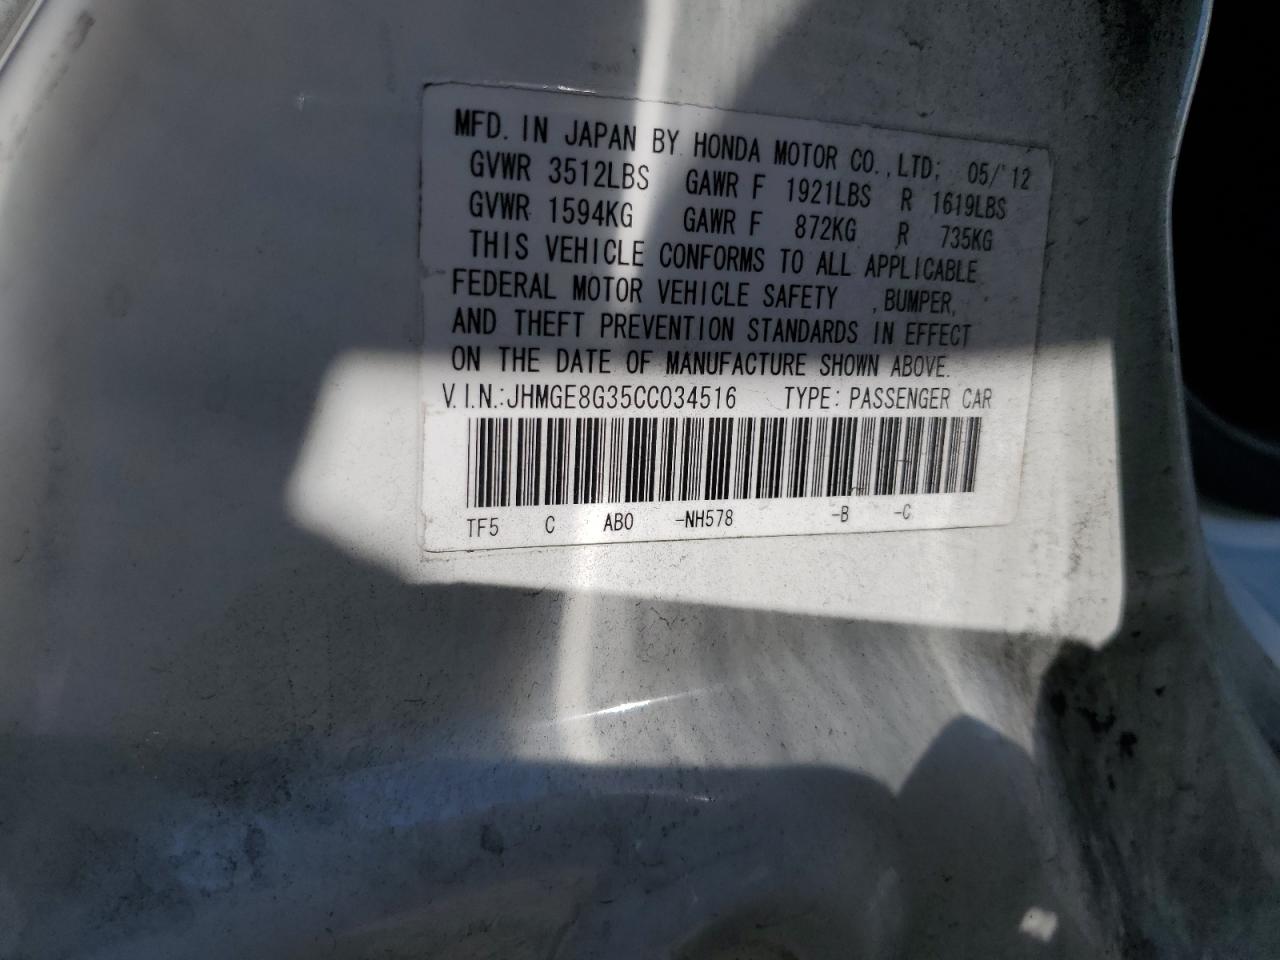 MFD. IN JAPAN BY HONDA MOTOR CO., LTD; 05/'12
GVWR 3512LBS GAWR F 1921LBS R 1619LBS
GVWR 1594KG GAWR F 872KG R 735KG
THIS VEHICLE CONFORMS TO ALL APPLICABLE
FEDERAL MOTOR VEHICLE SAFETY , BUMPER,
AND THEFT PREVENTION STANDARDS IN EFFECT
ON THE DATE OF MANUFACTURE SHOWN ABOVE.
V.I.N.:JHMGE8G35CC034516 TYPE: PASSENGER CAR
TF5 C AB0 -NH578 -B -C